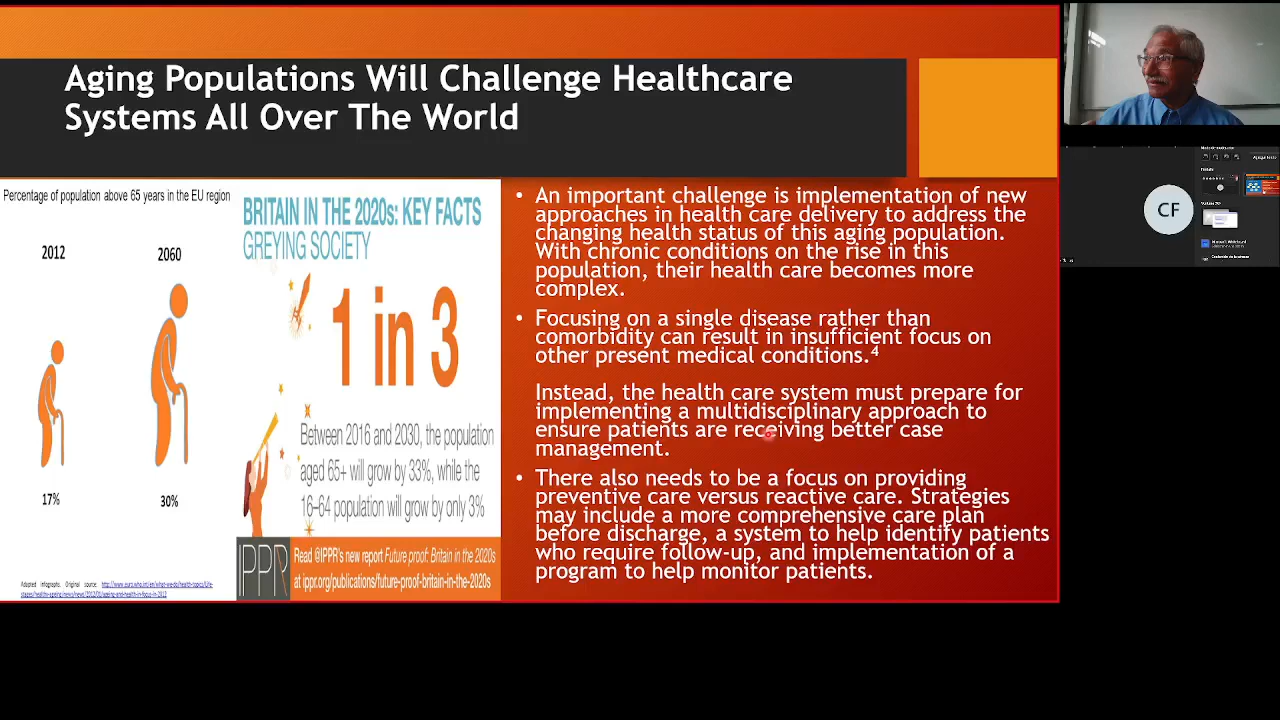 Aging Populations Will Challenge Healthcare
Systems All Over The World
Percentage of population above 65 years in the EU region
2012
2060
17%
30%
BRITAIN IN THE 2020s: KEY FACTS
GREYING SOCIETY
1 in 3
Between 2016 and 2030, the population
aged 65+ will grow by 33%, while the
16–64 population will grow by only 3%
IPPR
Read @IPPR's new report Future proof: Britain in the 2020s
at ippr.org/publications/future-proof-britain-in-the-2020s
• An important challenge is implementation of new
approaches in health care delivery to address the
changing health status of this aging population.
With chronic conditions on the rise in this
population, their health care becomes more
complex.
• Focusing on a single disease rather than
comorbidity can result in insufficient focus on
other present medical conditions.⁴
Instead, the health care system must prepare for
implementing a multidisciplinary approach to
ensure patients are receiving better case
management.
• There also needs to be a focus on providing
preventive care versus reactive care. Strategies
may include a more comprehensive care plan
before discharge, a system to help identify patients
who require follow-up, and implementation of a
program to help monitor patients.
CF